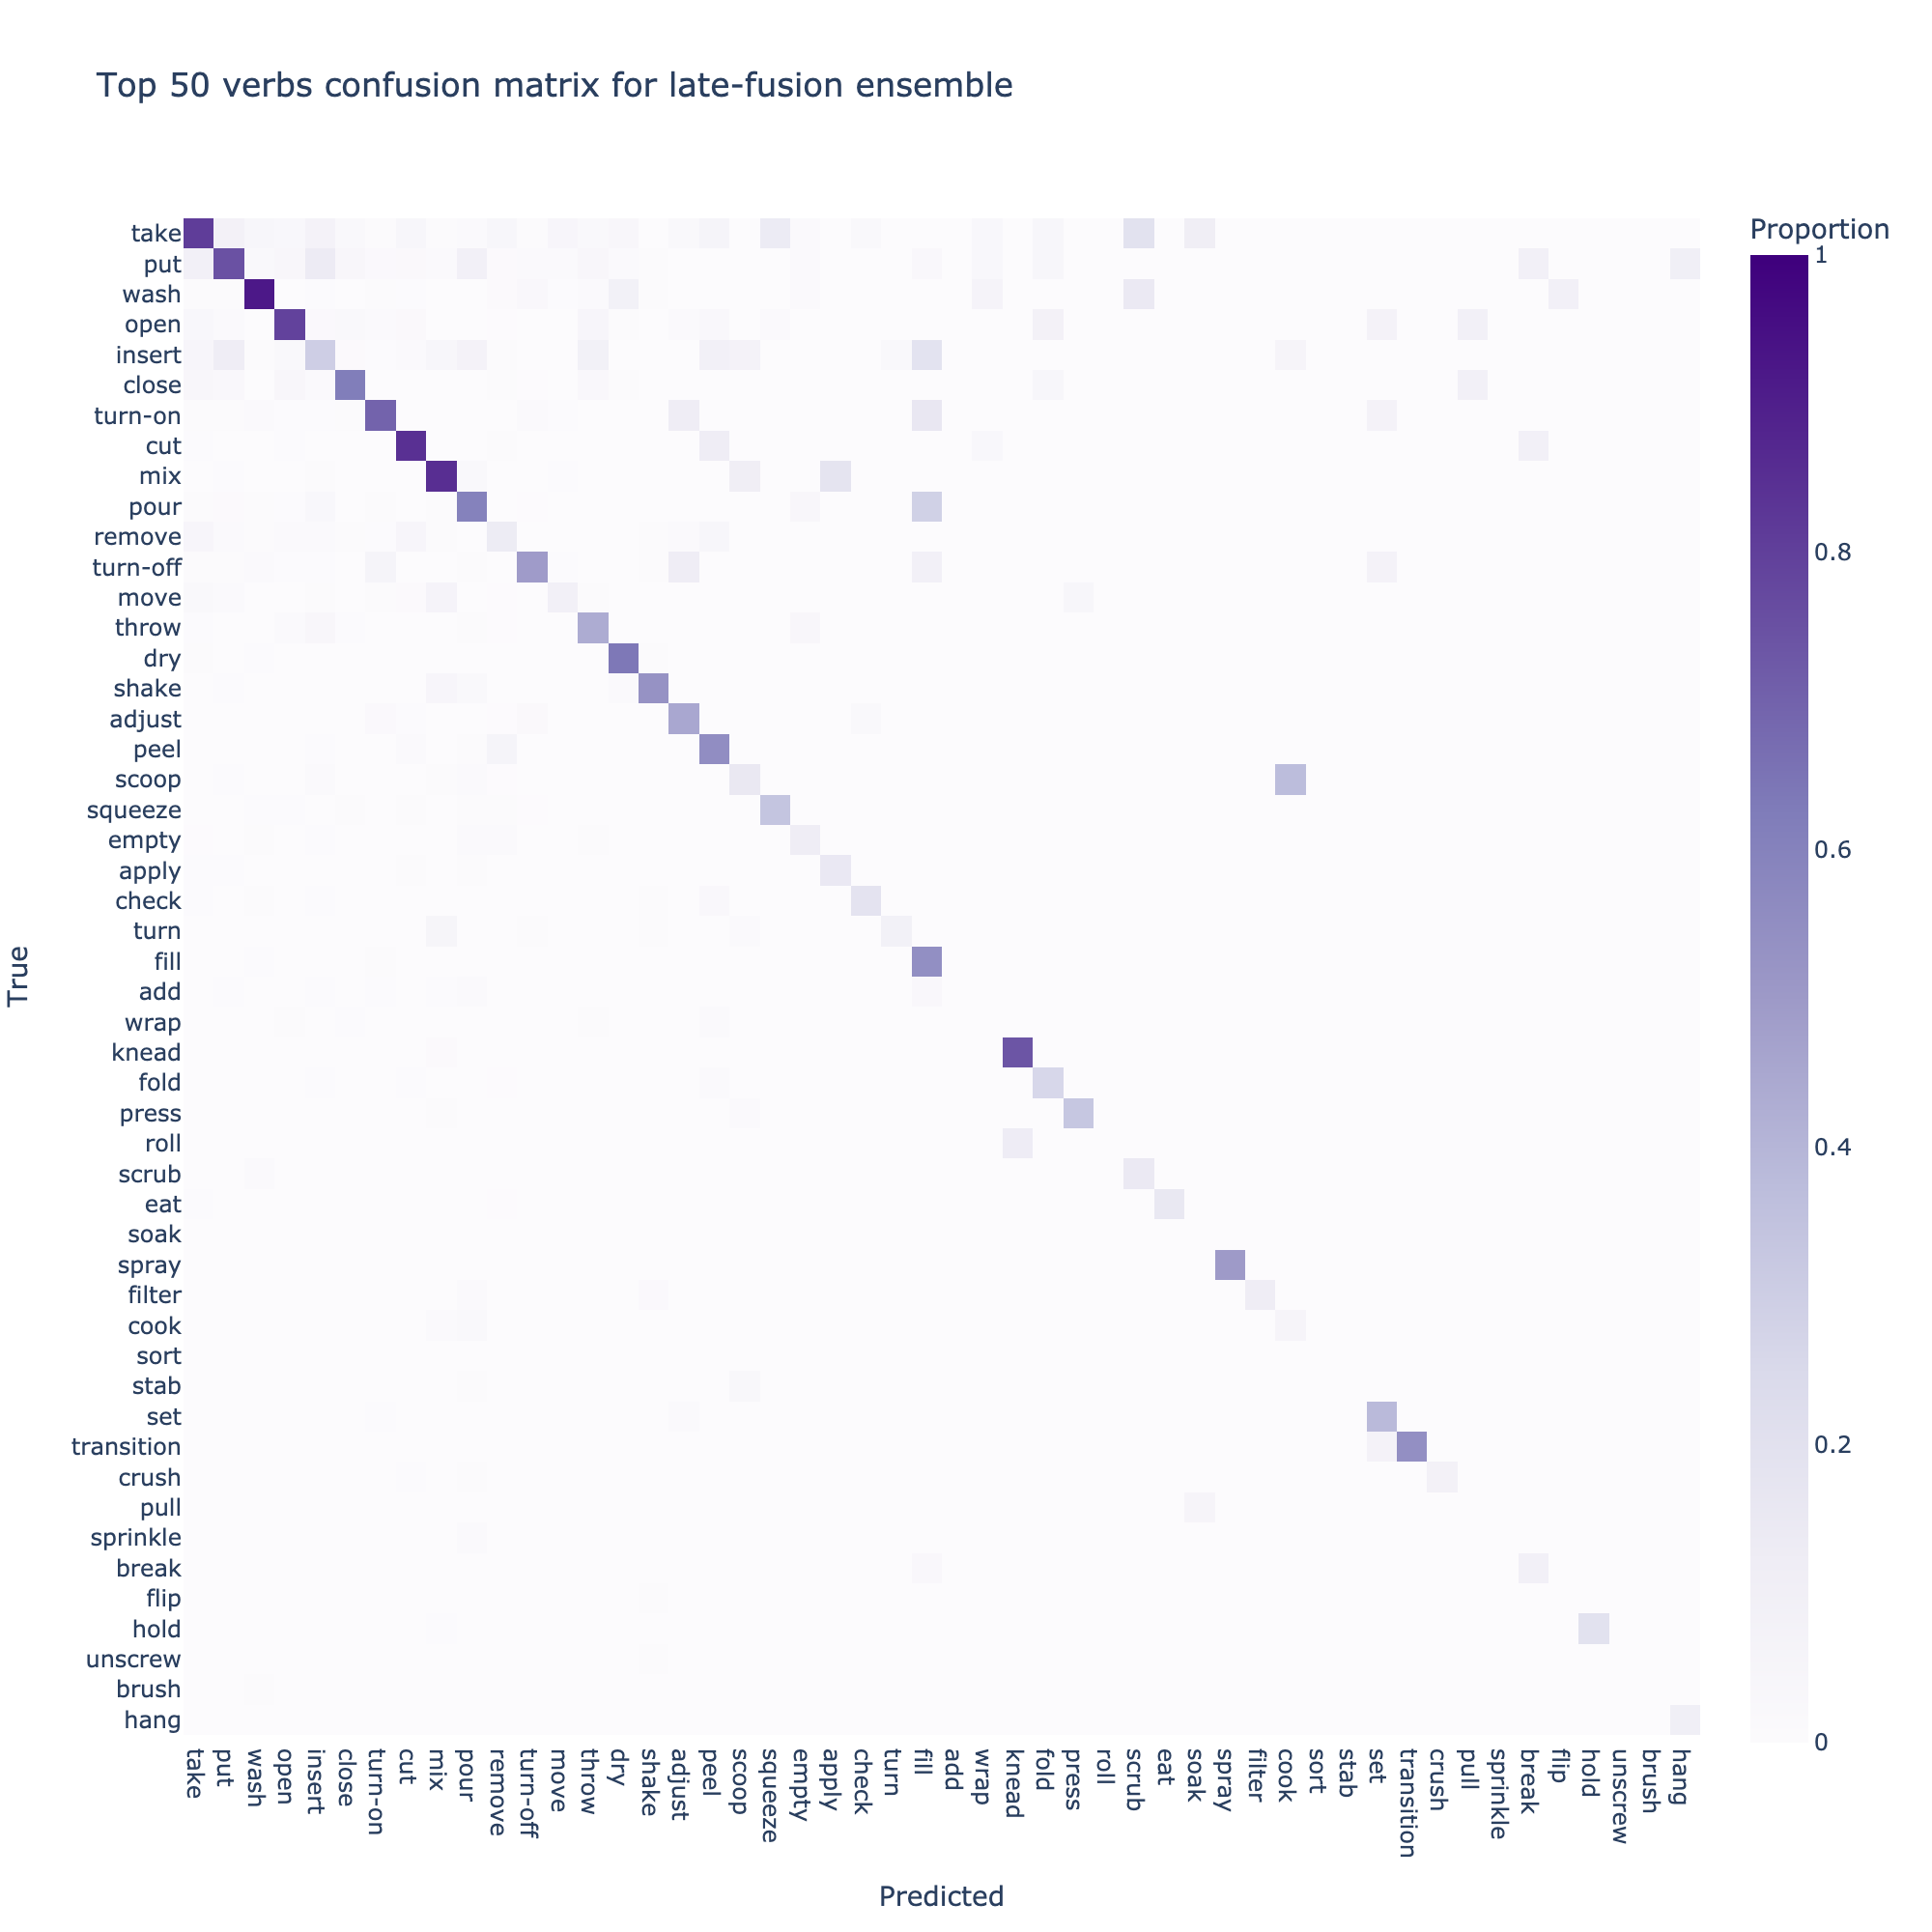 Top 50 verbs confusion matrix for late-fusion ensemble
Proportion
1
0.8
0.6
0.4
0.2
0
True
take
put
wash
open
insert
close
turn-on
cut
mix
pour
remove
turn-off
move
throw
dry
shake
adjust
peel
scoop
squeeze
empty
apply
check
turn
fill
add
wrap
knead
fold
press
roll
scrub
eat
soak
spray
filter
cook
sort
stab
set
transition
crush
pull
sprinkle
break
flip
hold
unscrew
brush
hang
take
put
wash
open
insert
close
turn-on
cut
mix
pour
remove
turn-off
move
throw
dry
shake
adjust
peel
scoop
squeeze
empty
apply
check
turn
fill
add
wrap
knead
fold
press
roll
scrub
eat
soak
spray
filter
cook
sort
stab
set
transition
crush
pull
sprinkle
break
flip
hold
unscrew
brush
hang
Predicted